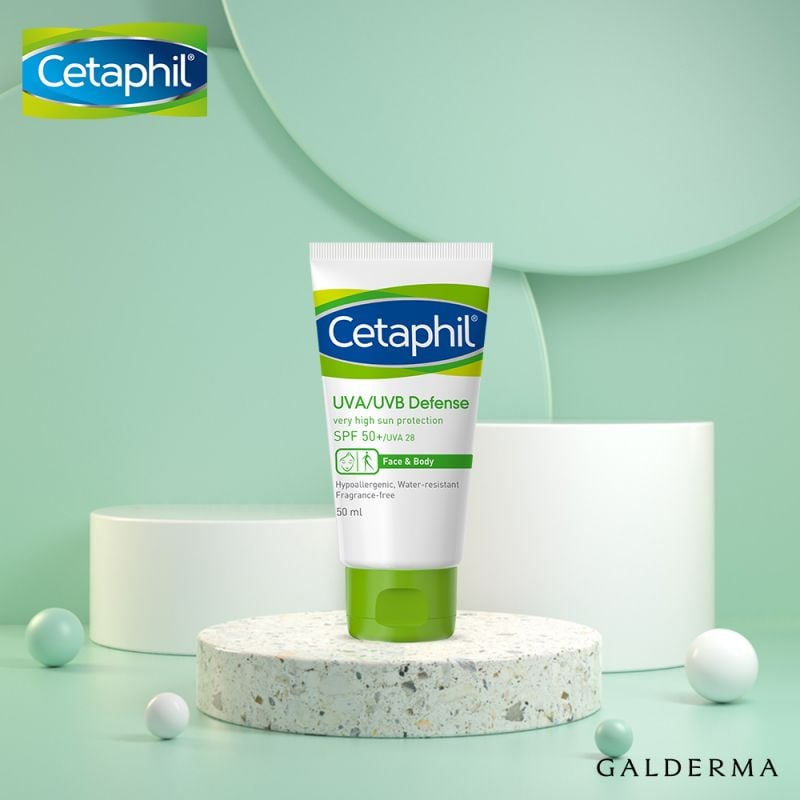 Cetaphil®
Cetaphil®
UVA/UVB Defense
very high sun protection
SPF 50+/UVA 28
Face & Body
Hypoallergenic, Water-resistant
Fragrance-free
50 ml
GALDERMA